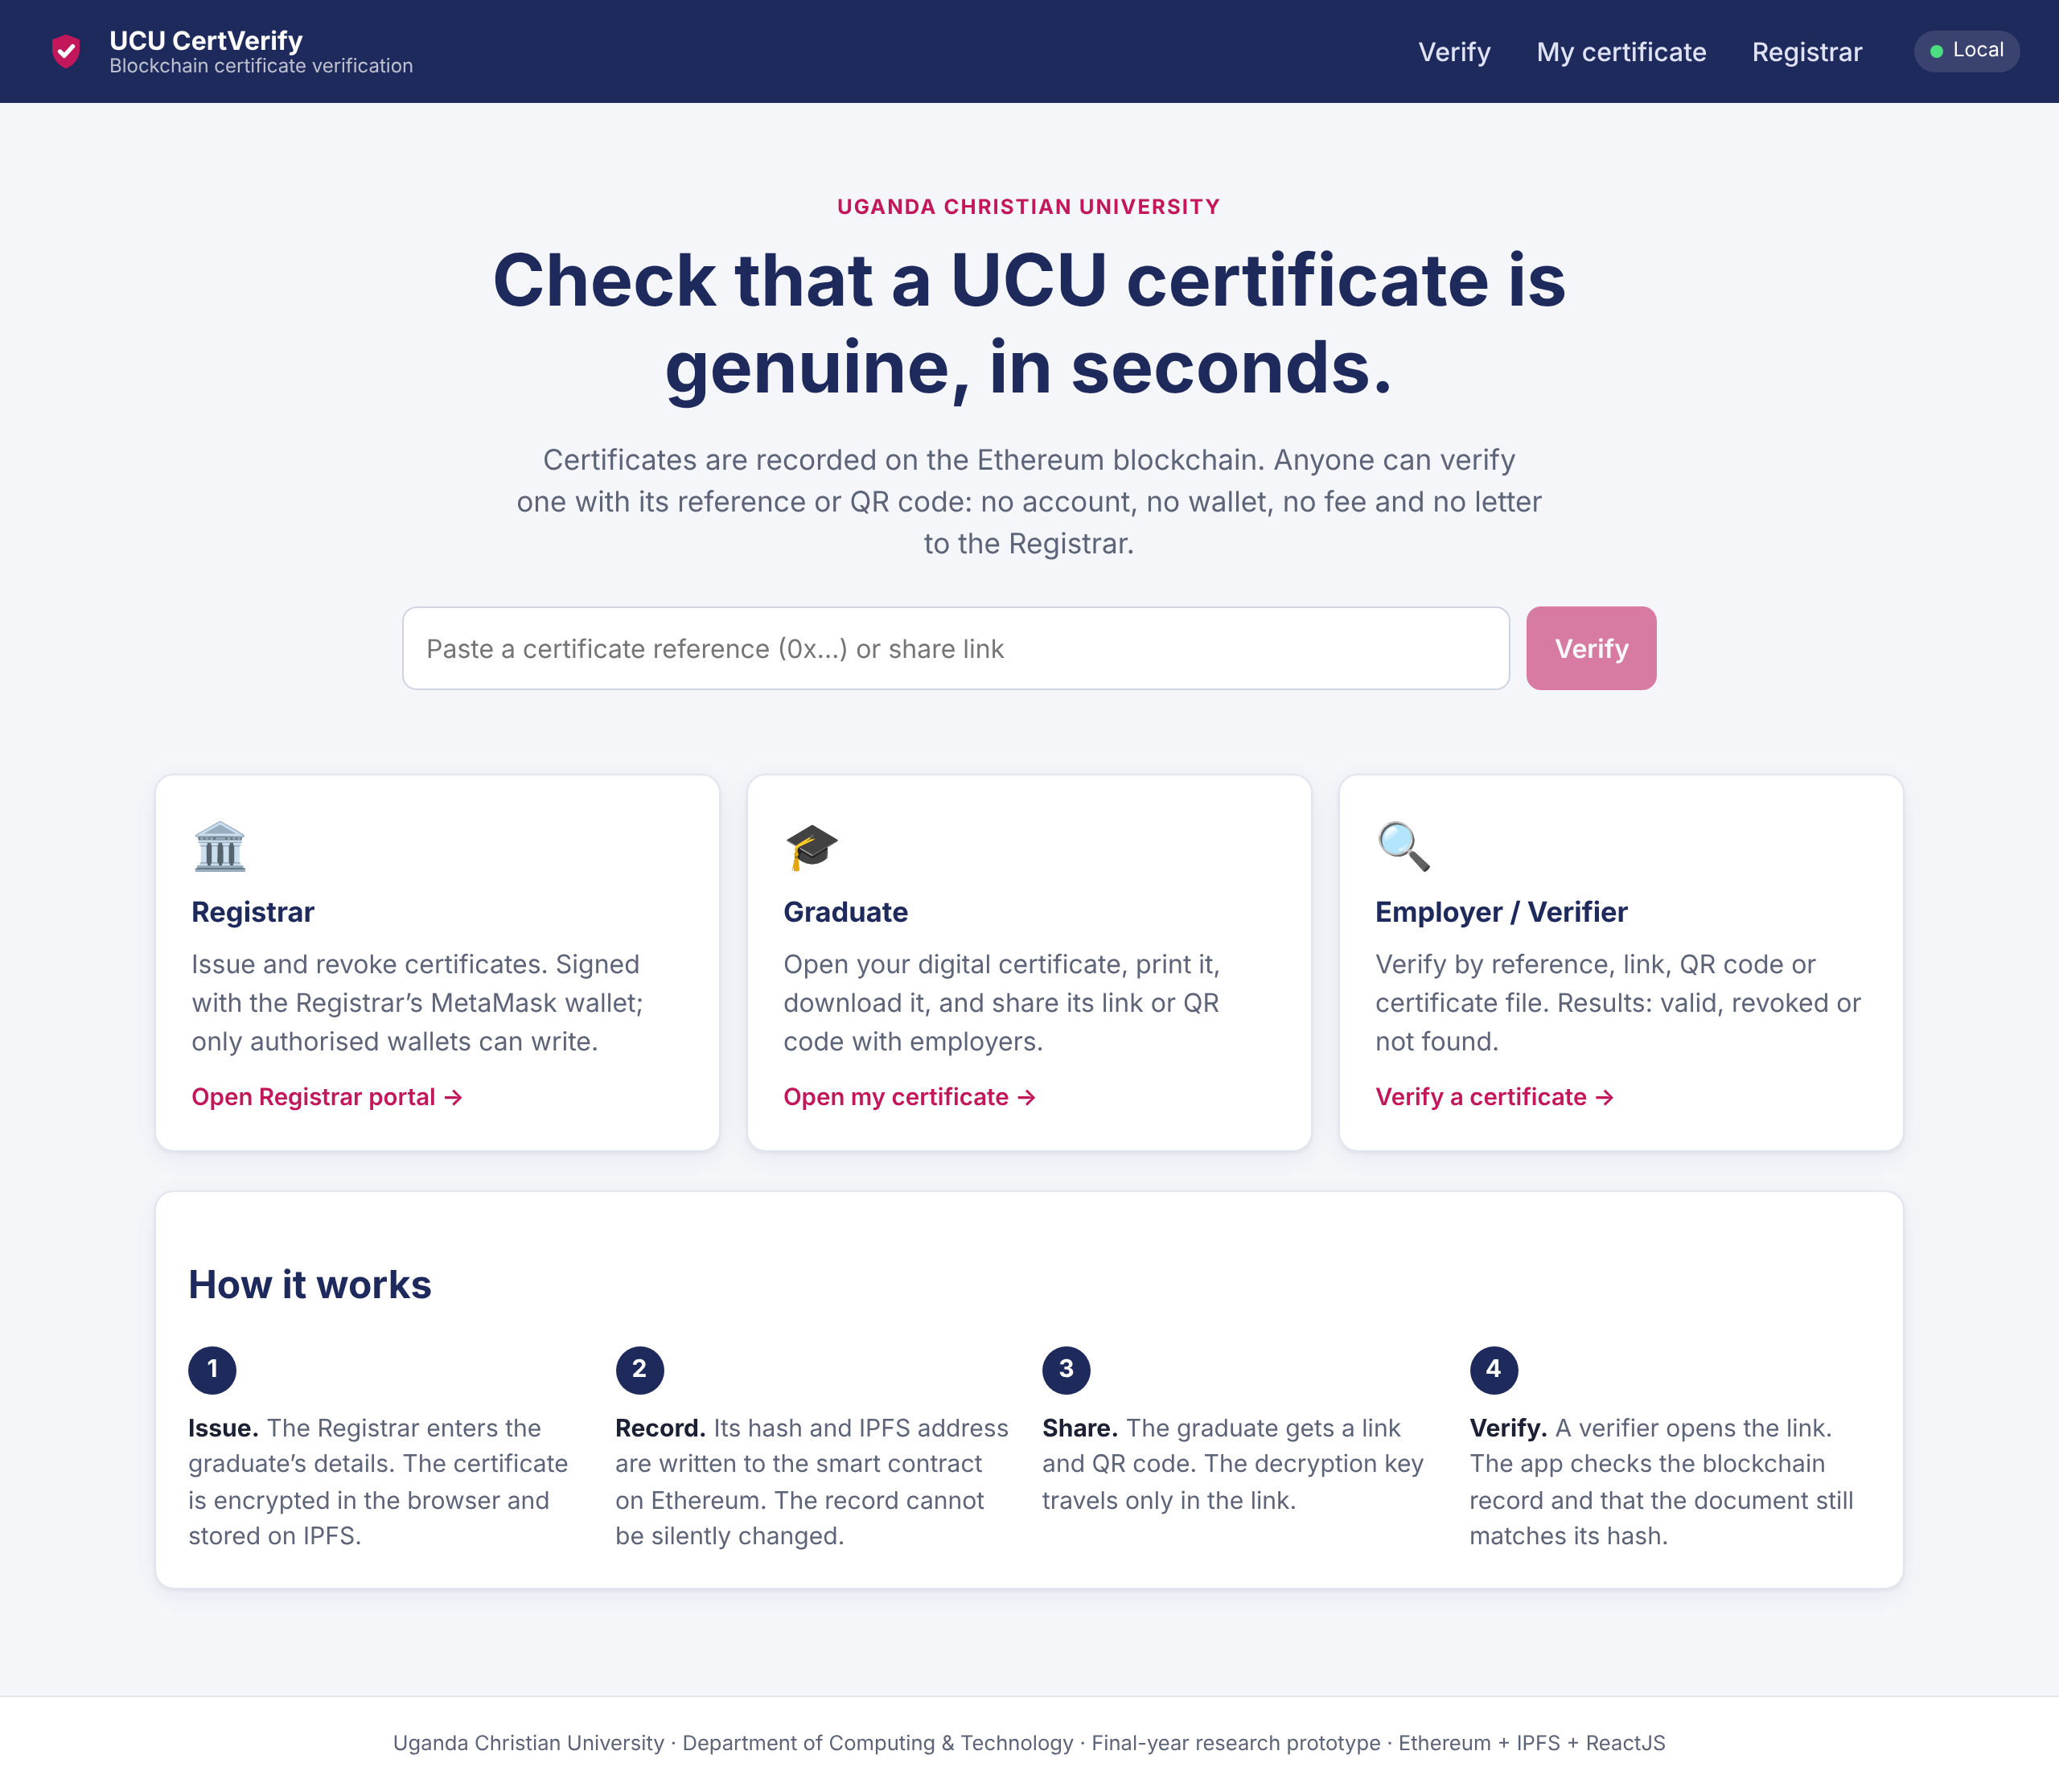 UCU CertVerify
Blockchain certificate verification
Verify
My certificate
Registrar
Local
UGANDA CHRISTIAN UNIVERSITY
Check that a UCU certificate is
genuine, in seconds.
Certificates are recorded on the Ethereum blockchain. Anyone can verify
one with its reference or QR code: no account, no wallet, no fee and no letter
to the Registrar.
Paste a certificate reference (0x...) or share link
Verify
Registrar
Issue and revoke certificates. Signed
with the Registrar’s MetaMask wallet;
only authorised wallets can write.
Open Registrar portal →
Graduate
Open your digital certificate, print it,
download it, and share its link or QR
code with employers.
Open my certificate →
Employer / Verifier
Verify by reference, link, QR code or
certificate file. Results: valid, revoked or
not found.
Verify a certificate →
How it works
1
Issue. The Registrar enters the
graduate’s details. The certificate
is encrypted in the browser and
stored on IPFS.
2
Record. Its hash and IPFS address
are written to the smart contract
on Ethereum. The record cannot
be silently changed.
3
Share. The graduate gets a link
and QR code. The decryption key
travels only in the link.
4
Verify. A verifier opens the link.
The app checks the blockchain
record and that the document still
matches its hash.
Uganda Christian University · Department of Computing & Technology · Final-year research prototype · Ethereum + IPFS + ReactJS